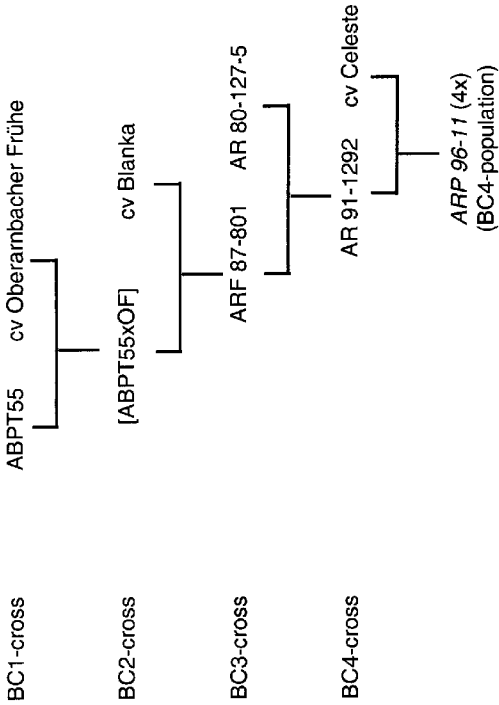 BC1-cross
ABPT55
cv Oberarnbacher Frühe
BC2-cross
[ABPT55xOF]
cv Blanka
BC3-cross
ARF 87-801
AR 80-127-5
BC4-cross
AR 91-1292
cv Celeste
ARP 96-11 (4x)
(BC4-population)